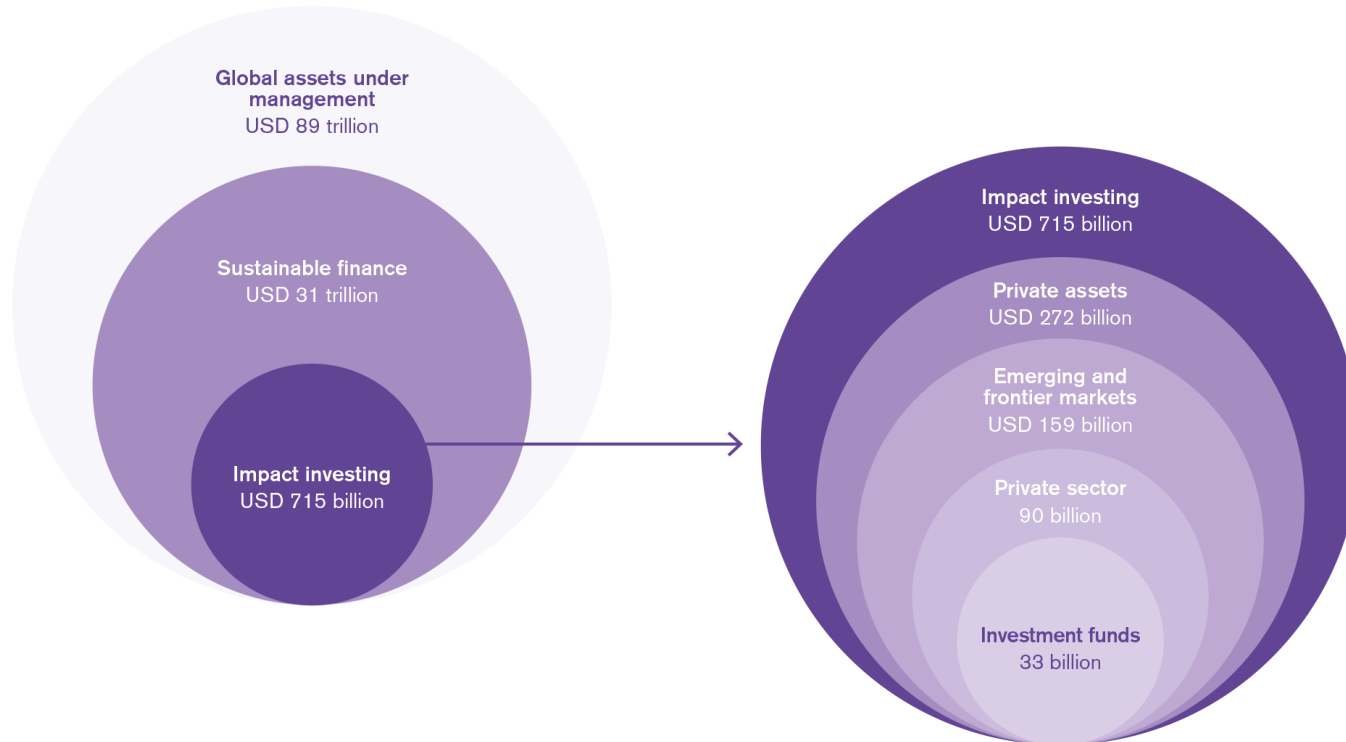 Global assets under
management
USD 89 trillion
Sustainable finance
USD 31 trillion
Impact investing
USD 715 billion
Impact investing
USD 715 billion
Private assets
USD 272 billion
Emerging and
frontier markets
USD 159 billion
Private sector
90 billion
Investment funds
33 billion